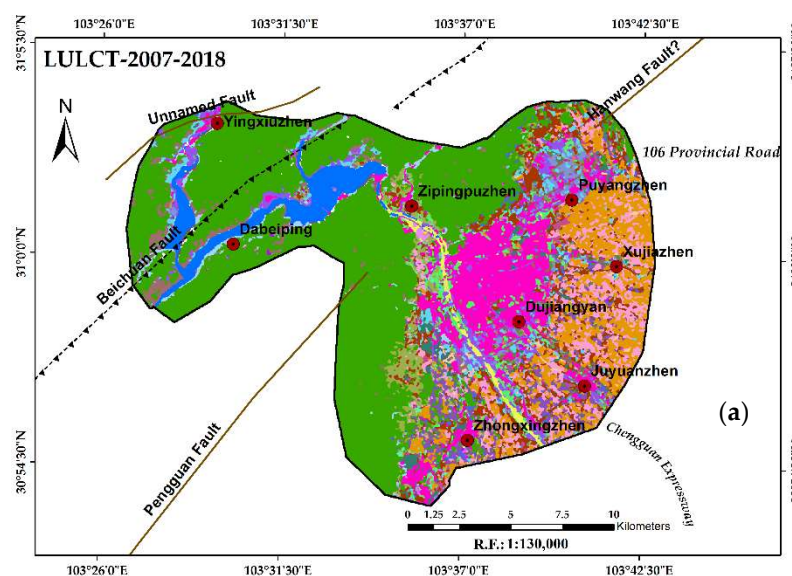 103°26'0"E 103°31'30"E 103°37'0"E 103°42'30"E
31°5'30"N
LULCT-2007-2018
N
Unnamed Fault
Yingxiuzhen
Hanwang Fault?
106 Provincial Road
Zipingpuzhen
Puyangzhen
Dabeiping
Beichuan Fault
31°0'0"N
Xujiazhen
Dujiangyan
Juyuanzhen
(a)
Zhongxingzhen
Pengguan Fault
Chengguan Expressway
30°54'30"N
0 1.25 2.5 5 7.5 10
Kilometers
R.F.: 1:130,000
103°26'0"E 103°31'30"E 103°37'0"E 103°42'30"E